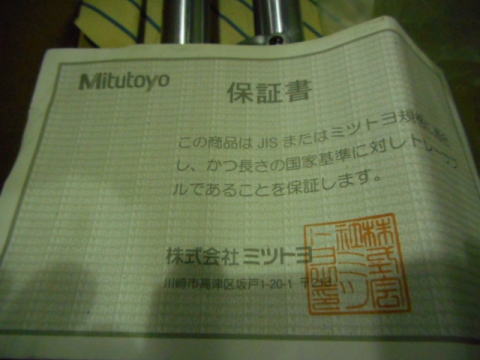 Mitutoyo
保証書
この商品は JIS またはミツトヨ規格に
し、かつ長さの国家基準に対しトレーサブ
ルであることを保証します。
株式会社 ミツトヨ
川崎市高津区坂戸1-20-1 〒213